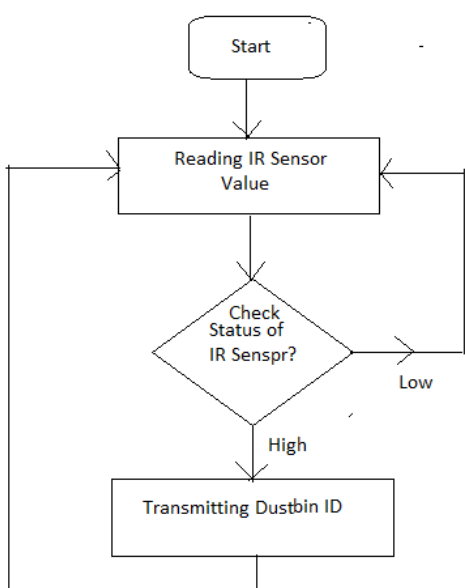 Start
Reading IR Sensor
Value
Check
Status of
IR Senspr?
Low
High
Transmitting Dustbin ID